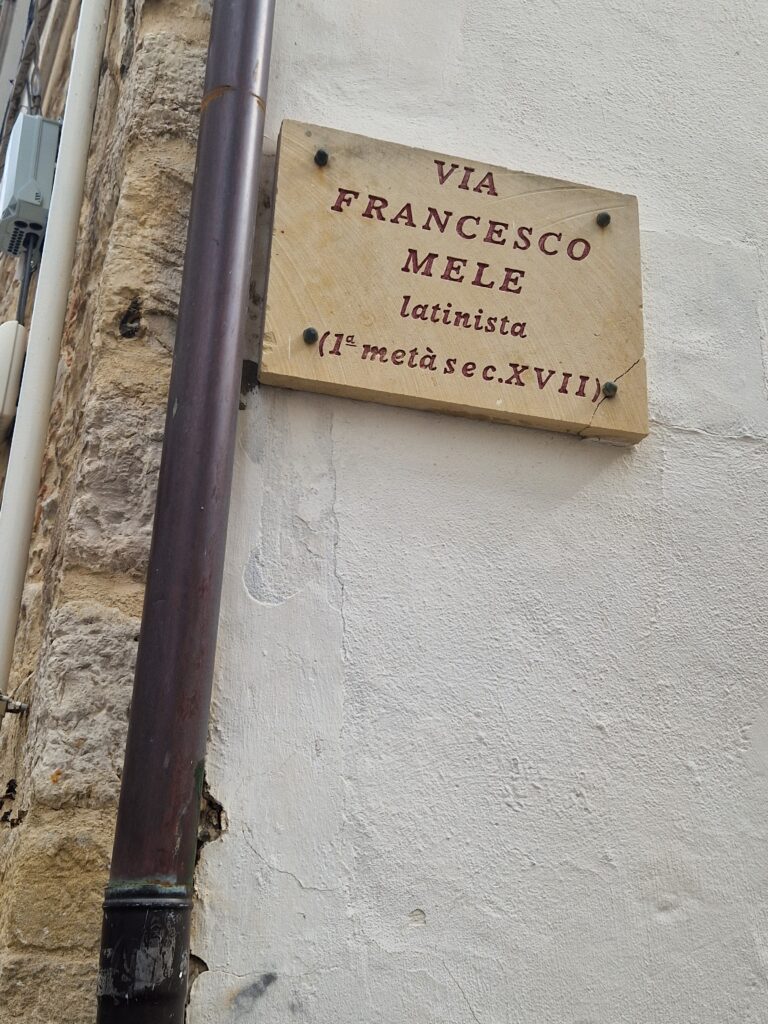 VIA
FRANCESCO
MELE
latinista
(1ª metà sec.XVII)